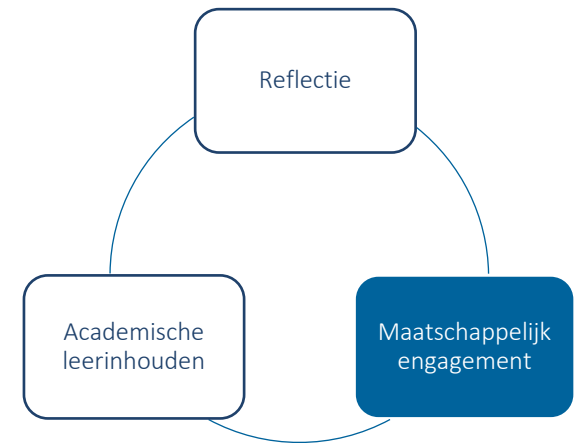 Reflectie
Academische
leerinhouden
Maatschappelijk
engagement